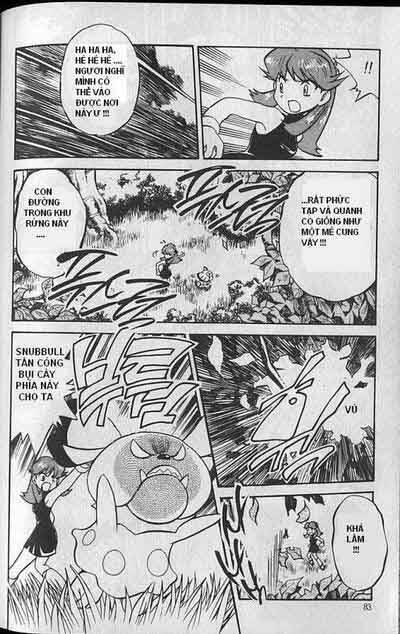 HA HA HA,
HÉ HÉ HÉ ....
NGƯƠI NGHĨ
MÌNH CÓ
THỂ VÀO
ĐƯỢC NƠI
NÀY Ư !!!
!!
CON
ĐƯỜNG
TRONG KHU
RỪNG NÀY
....
...RẤT PHỨC
TẠP VÀ QUANH
CO GIỐNG NHƯ
MỘT MÊ CUNG
VẬY !!!
SNUBBULL
TẤN CÔNG
BỤI CÂY
PHÍA NÀY
CHO TA
VÙ
KHÁ
LẮM
!!!
83